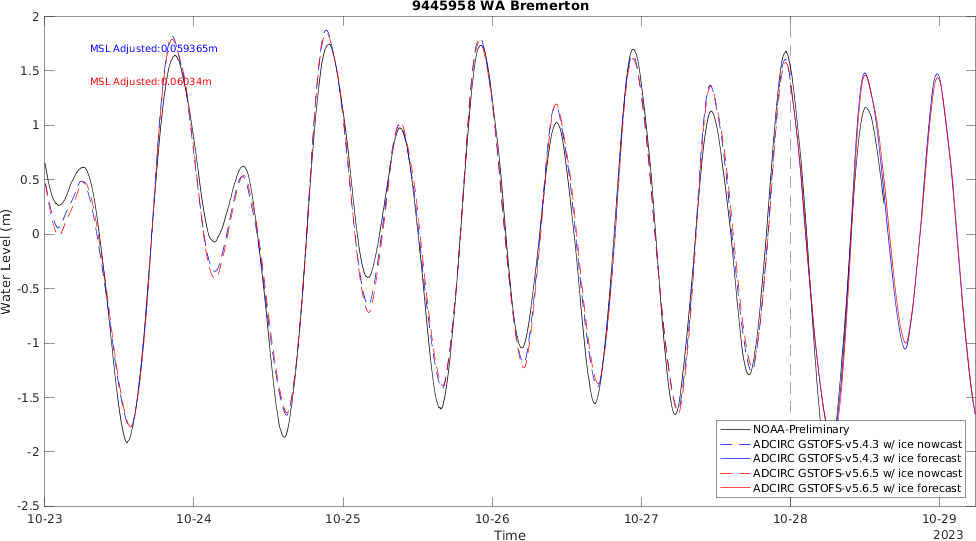 9445958 WA Bremerton
MSL Adjusted:0.059365m
MSL Adjusted:0.06034m
Water Level (m)
2
1.5
1
0.5
0
-0.5
-1
-1.5
-2
-2.5
NOAA-Preliminary
ADCIRC GSTOFS-v5.4.3 w/ ice nowcast
ADCIRC GSTOFS-v5.4.3 w/ ice forecast
ADCIRC GSTOFS-v5.6.5 w/ ice nowcast
ADCIRC GSTOFS-v5.6.5 w/ ice forecast
10-23 10-24 10-25 10-26 10-27 10-28 10-29
Time 2023